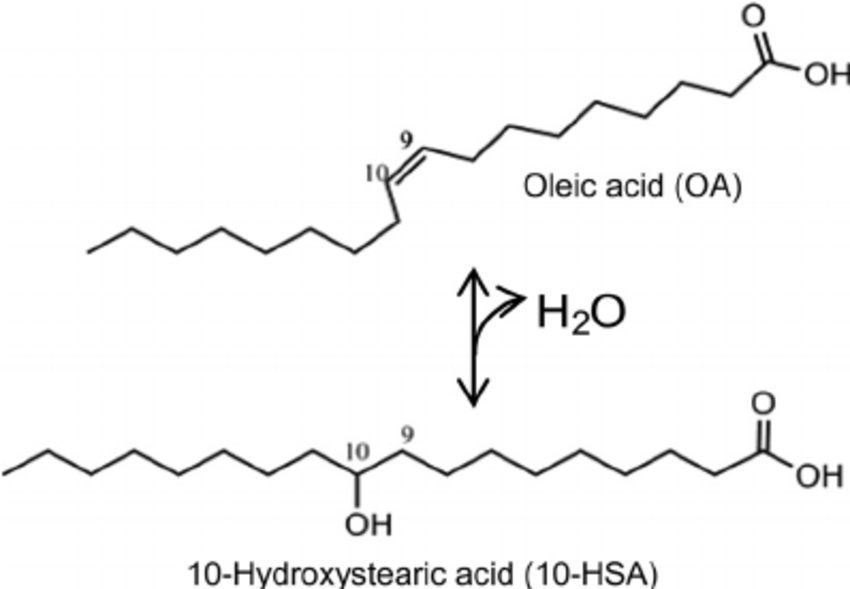 O
OH
9
10
Oleic acid (OA)
H₂O
O
10
9
OH
OH
10-Hydroxystearic acid (10-HSA)